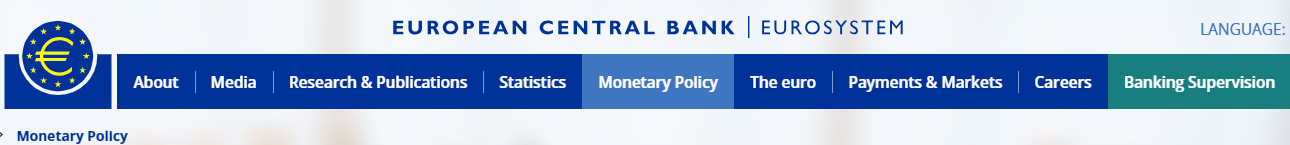 EUROPEAN CENTRAL BANK | EUROSYSTEM
LANGUAGE:
About Media Research & Publications Statistics Monetary Policy The euro Payments & Markets Careers Banking Supervision
Monetary Policy